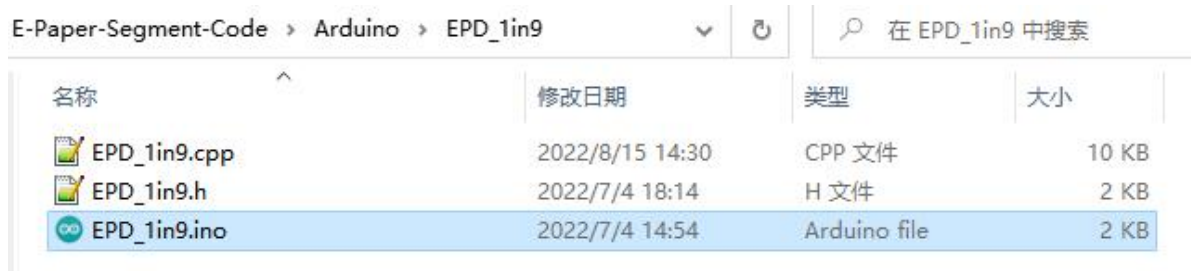 E-Paper-Segment-Code > Arduino > EPD_1in9 在 EPD_1in9 中搜索
名称 修改日期 类型 大小
EPD_1in9.cpp 2022/8/15 14:30 CPP 文件 10 KB
EPD_1in9.h 2022/7/4 18:14 H 文件 2 KB
EPD_1in9.ino 2022/7/4 14:54 Arduino file 2 KB